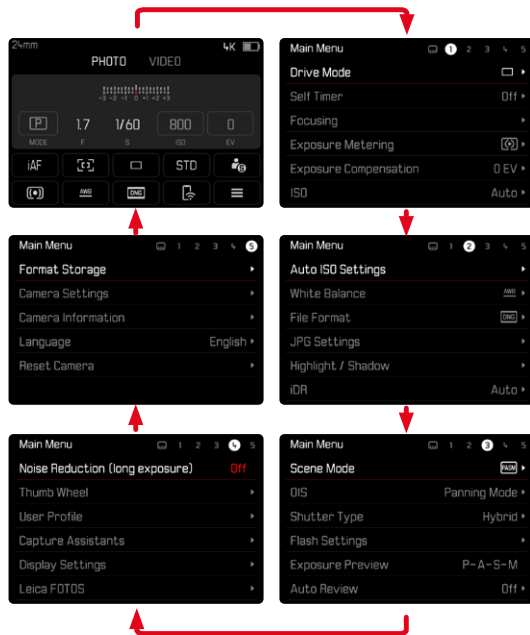 24mm 4K
PHOTO VIDEO
-3 -2 -1 0 +1 +2 +3
P 1.7 1/60 800 0
MODE F S ISO EV
iAF STD S
AWB DNG
Main Menu 1 2 3 4 5
Drive Mode
Self Timer Off
Focusing
Exposure Metering
Exposure Compensation 0 EV
ISO Auto
Main Menu 1 2 3 4 5
Format Storage
Camera Settings
Camera Information
Language English
Reset Camera
Main Menu 1 2 3 4 5
Auto ISO Settings
White Balance AWB
File Format DNG
JPG Settings
Highlight / Shadow
iDR Auto
Main Menu 1 2 3 4 5
Noise Reduction (long exposure) Off
Thumb Wheel
User Profile
Capture Assistants
Display Settings
Leica FOTOS
Main Menu 1 2 3 4 5
Scene Mode PASM
OIS Panning Mode
Shutter Type Hybrid
Flash Settings
Exposure Preview P-A-S-M
Auto Review Off